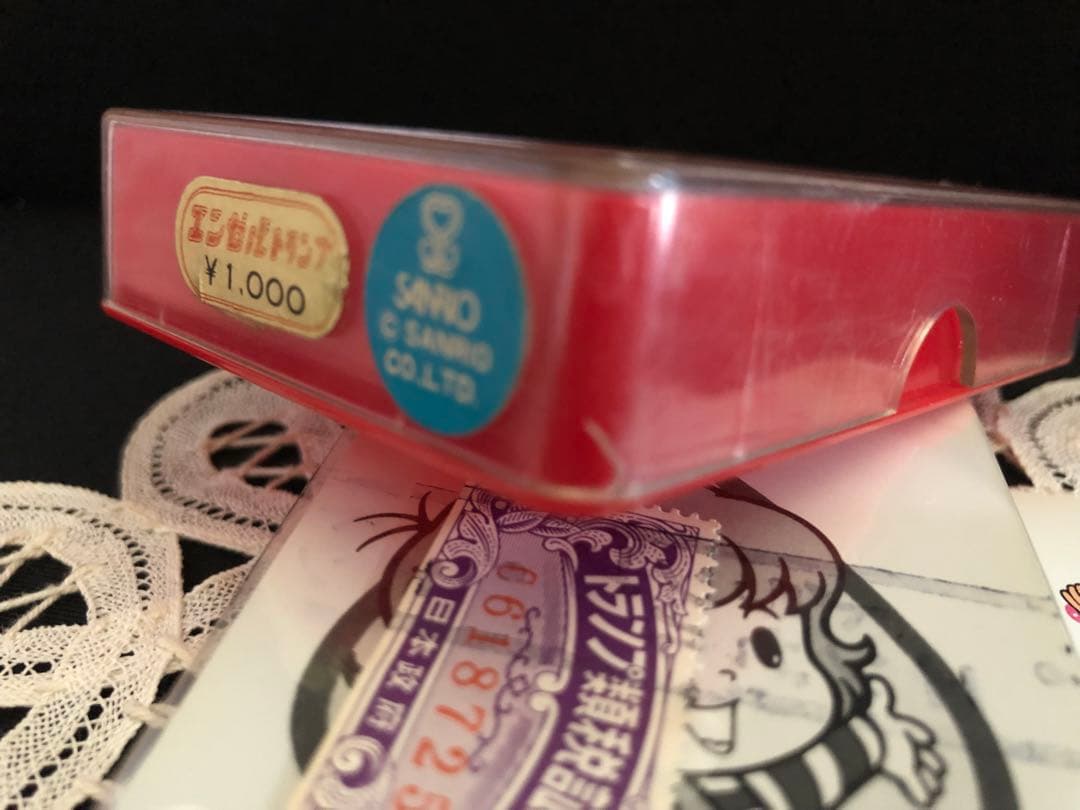 エンゼルトランプ
¥1,000
SANRIO
© SANRIO
CO.,LTD.
トランプ類税証
0618725
日本政府